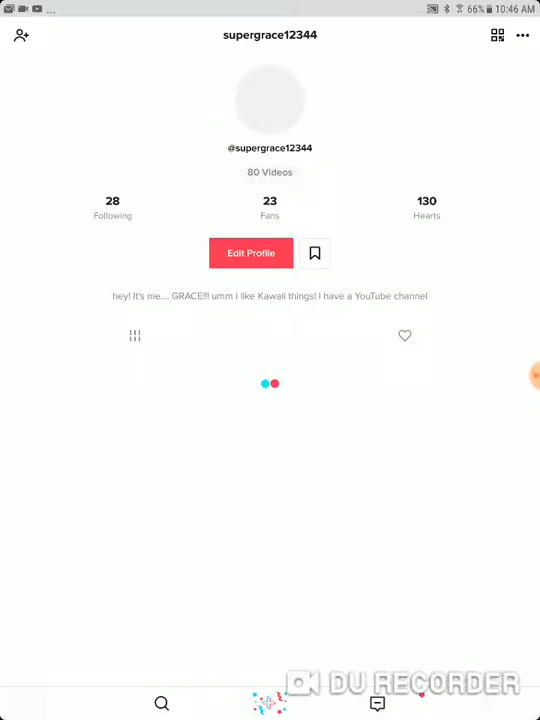 ... 66% 10:46 AM
supergrace12344
@supergrace12344
80 Videos
28 23 130
Following Fans Hearts
Edit Profile
hey! It's me.... GRACE!!! umm I like Kawaii things! I have a YouTube channel
DU RECORDER